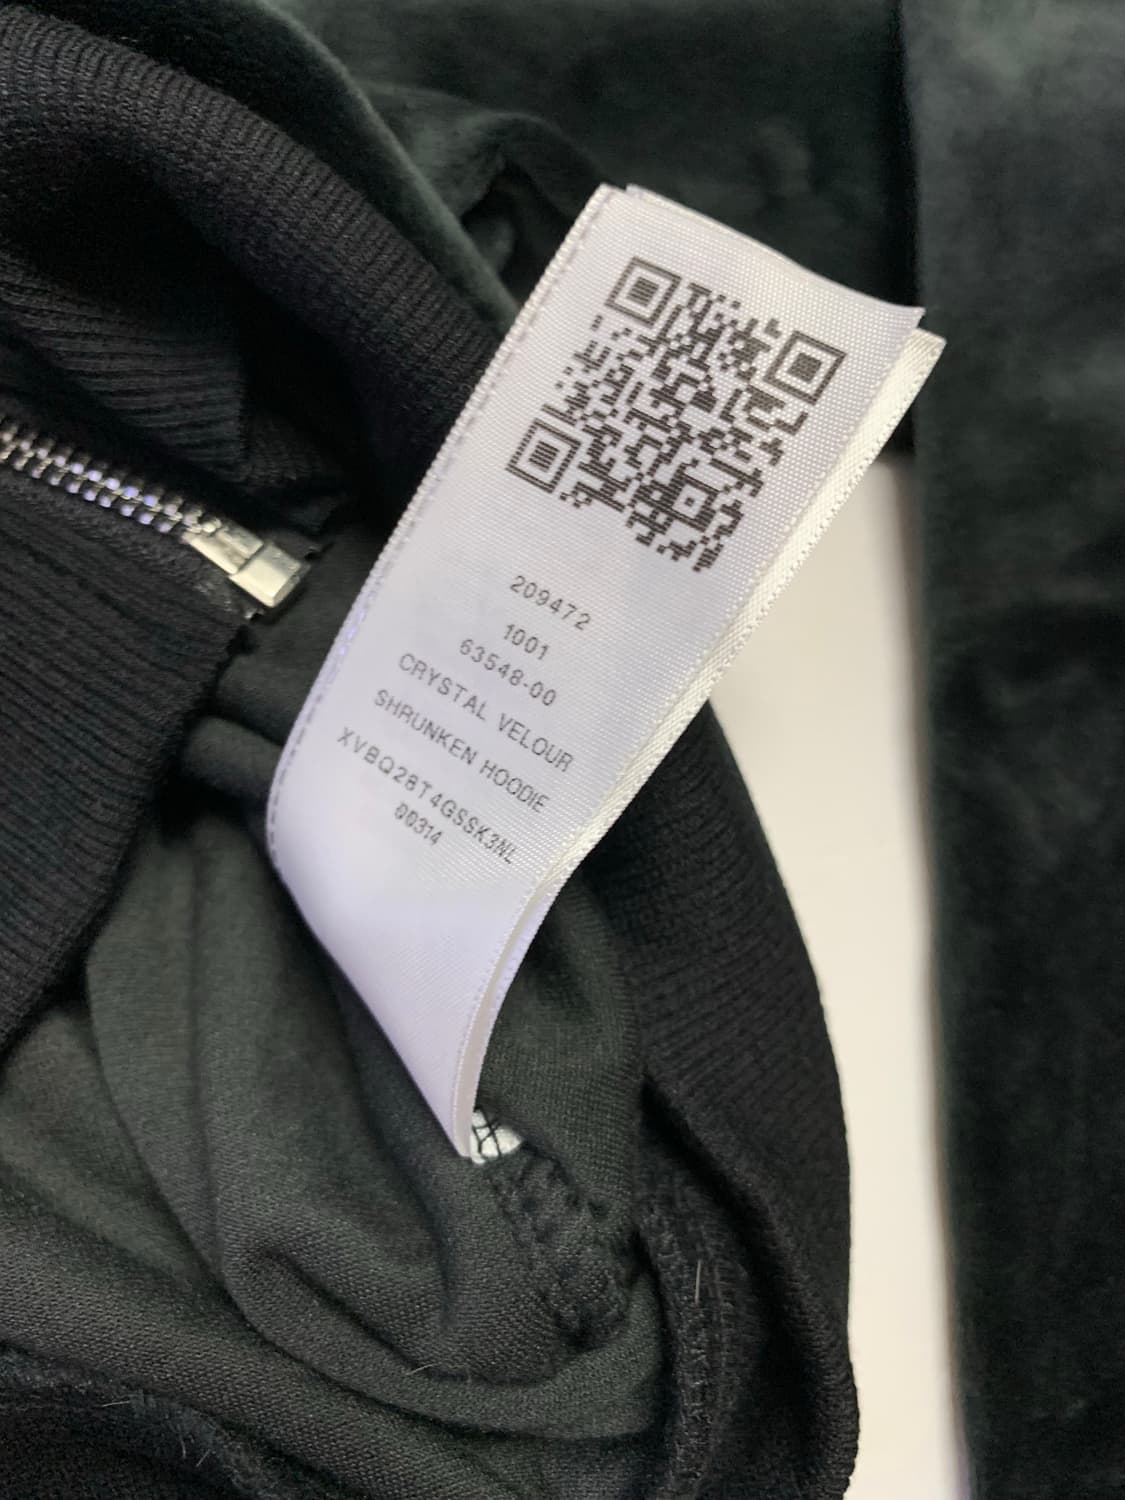 209472
1001
63548-00
CRYSTAL VELOUR
SHRUNKEN HOODIE
XVBQ28T4GSSK3NL
00314